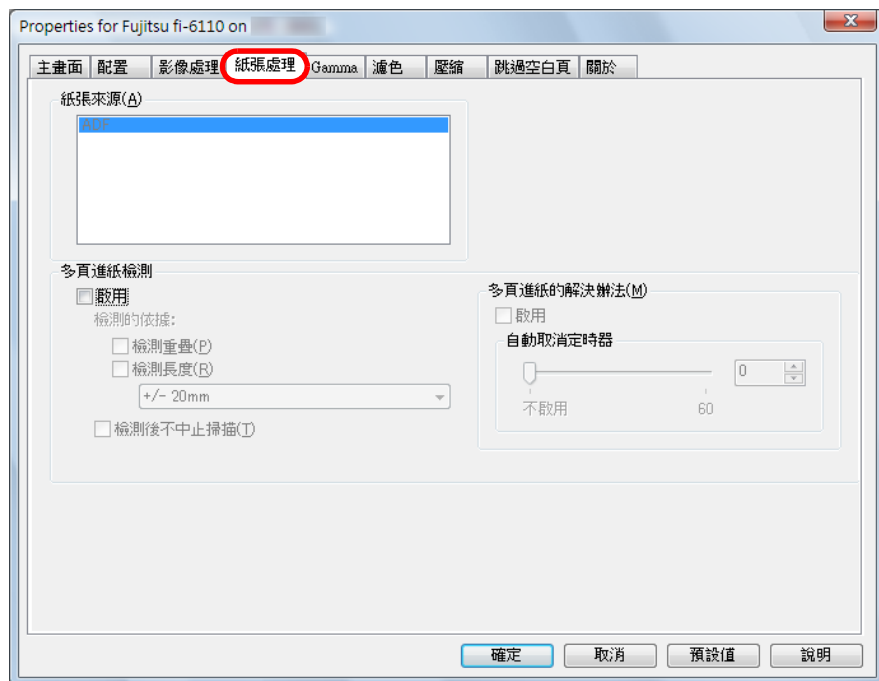 Properties for Fujitsu fi-6110 on
主畫面 配置 影像處理 紙張處理 Gamma 濾色 壓縮 跳過空白頁 關於
紙張來源(A)
ADF
多頁進紙檢測
啟用
檢測的依據:
檢測重疊(P)
檢測長度(R)
+/- 20mm
檢測後不中止掃描(T)
多頁進紙的解決辦法(M)
啟用
自動取消定時器
0
不啟用 60
確定 取消 預設值 說明